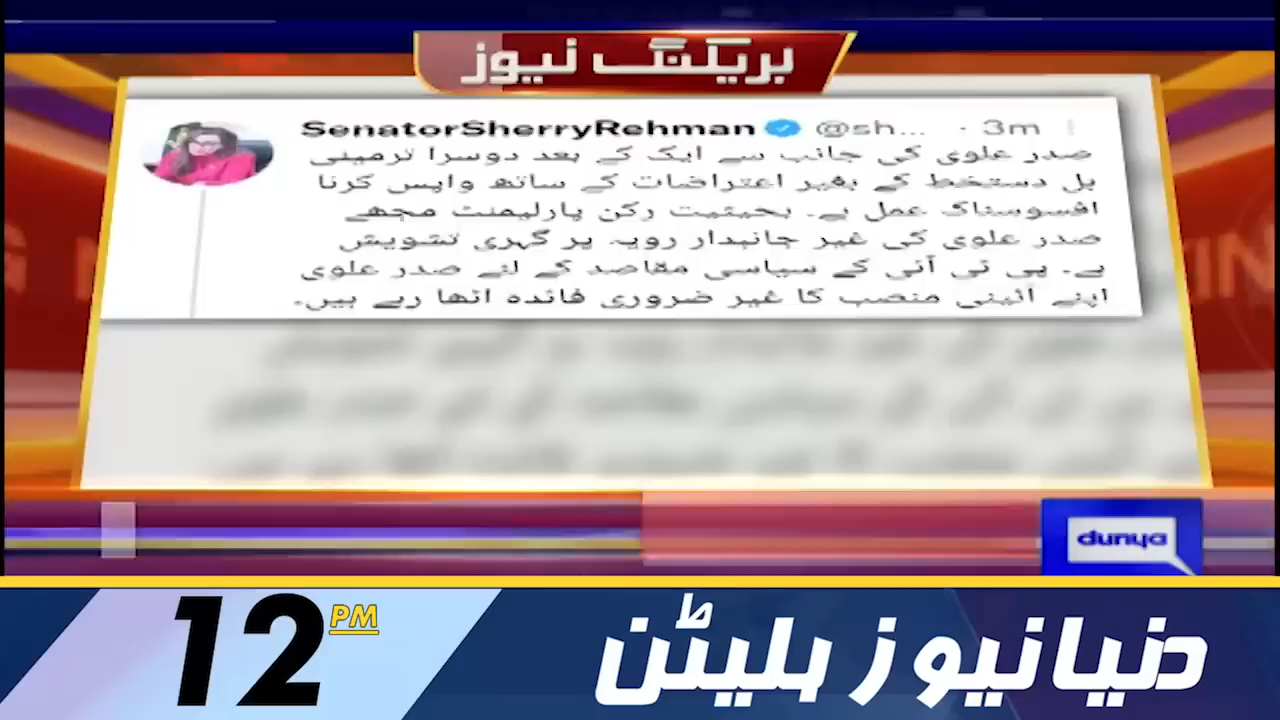 بریکنگ نیوز
SenatorSherryRehman @sh... · 3m
صدر علوی کی جانب سے ایک کے بعد دوسرا ترمیمی
بل دستخط کے بغیر اعتراضات کے ساتھ واپس کرنا
افسوسناک عمل ہے۔ بحیثیت رکن پارلیمنٹ مجھے
صدر علوی کی غیر جانبدار رویہ پر گہری تشویش
ہے۔ پی ٹی آئی کے سیاسی مقاصد کے لئے صدر علوی
اپنے آئینی منصب کا غیر ضروری فائدہ اٹھا رہے ہیں۔
dunya
12 PM
دنیا نیوز بلیٹن